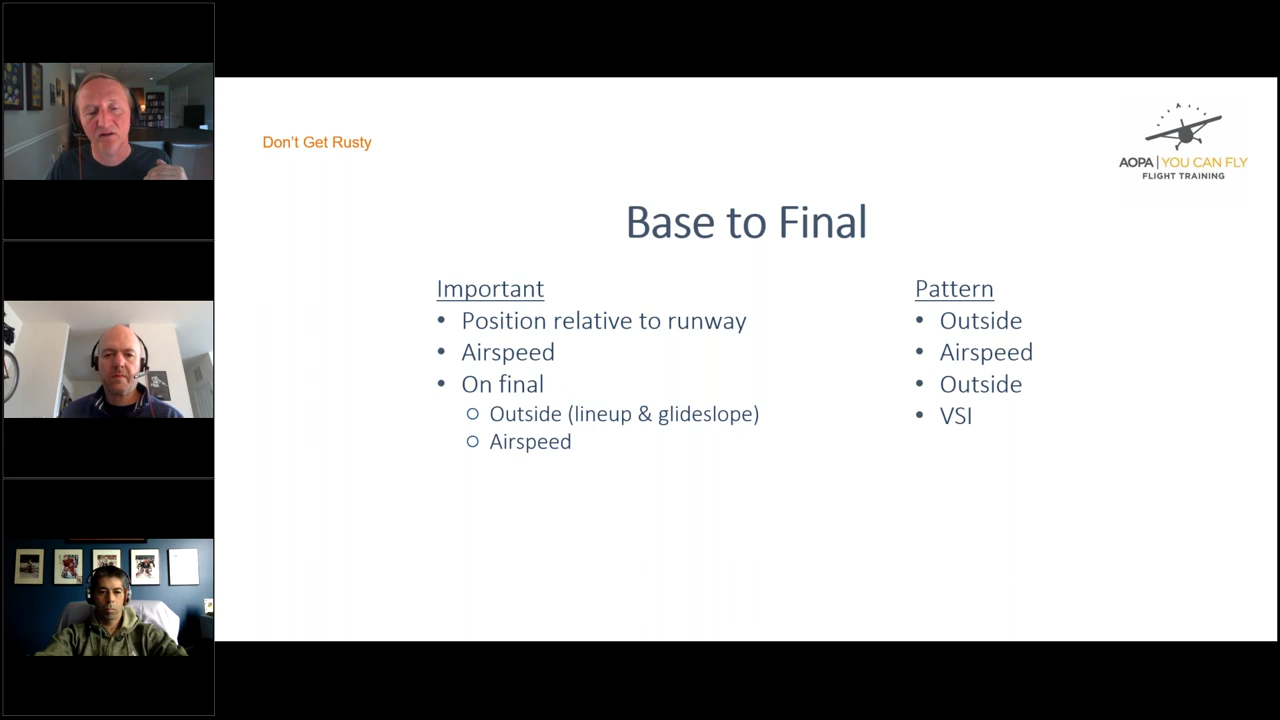 Don't Get Rusty
AOPA | YOU CAN FLY
FLIGHT TRAINING
Base to Final
Important
• Position relative to runway
• Airspeed
• On final
○ Outside (lineup & glideslope)
○ Airspeed
Pattern
• Outside
• Airspeed
• Outside
• VSI